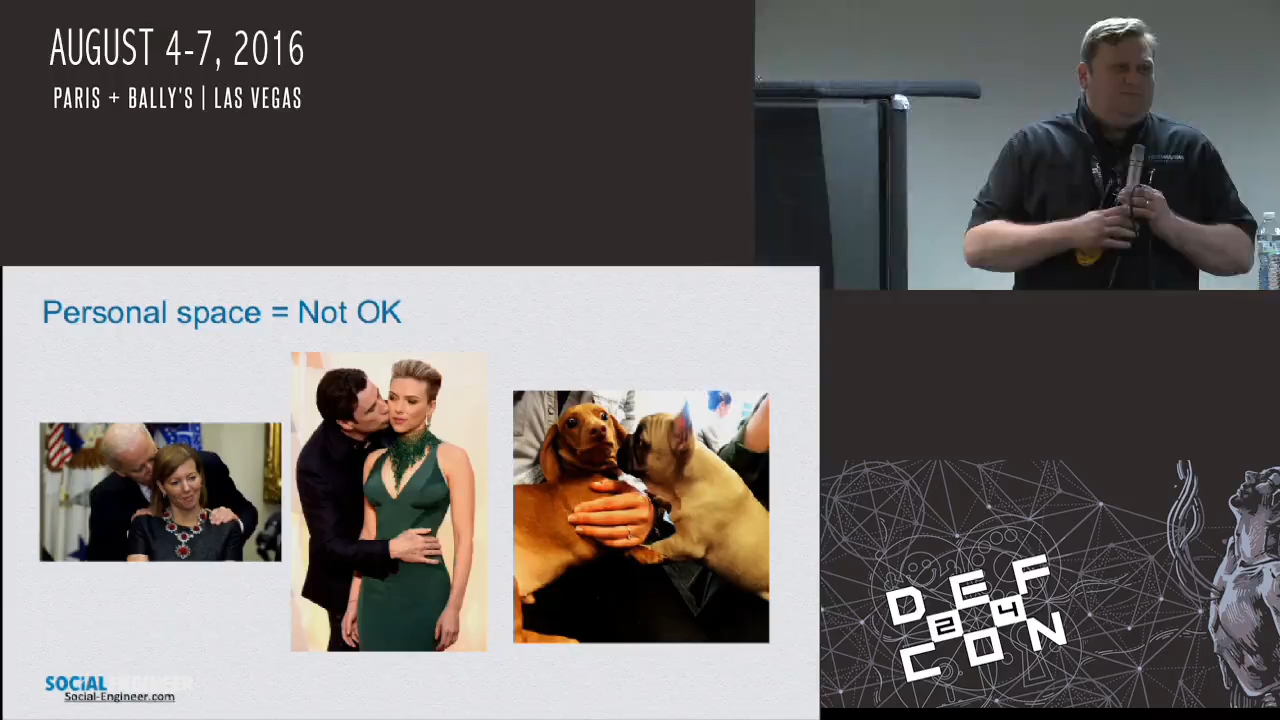 AUGUST 4-7, 2016
PARIS + BALLY'S | LAS VEGAS
Personal space = Not OK
SOCIAL-ENGINEER
Social-Engineer.com
DEF
24
CON